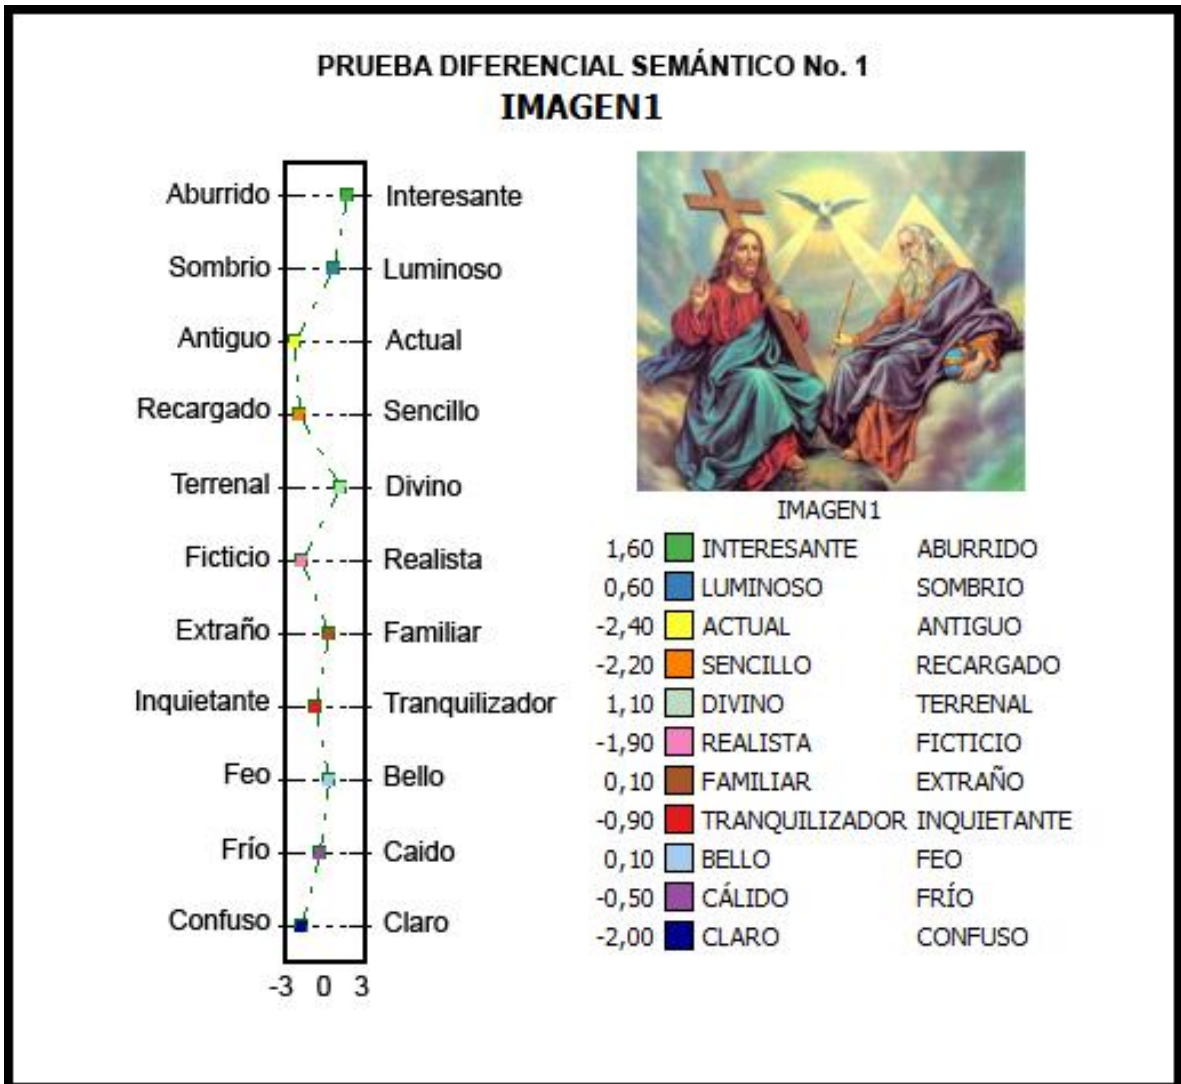 PRUEBA DIFERENCIAL SEMÁNTICO No. 1
IMAGEN1
Aburrido Interesante
Sombrio Luminoso
Antiguo Actual
Recargado Sencillo
Terrenal Divino
Ficticio Realista
Extraño Familiar
Inquietante Tranquilizador
Feo Bello
Frío Caido
Confuso Claro
-3 0 3
IMAGEN1
1,60 INTERESANTE ABURRIDO
0,60 LUMINOSO SOMBRIO
-2,40 ACTUAL ANTIGUO
-2,20 SENCILLO RECARGADO
1,10 DIVINO TERRENAL
-1,90 REALISTA FICTICIO
0,10 FAMILIAR EXTRAÑO
-0,90 TRANQUILIZADOR INQUIETANTE
0,10 BELLO FEO
-0,50 CÁLIDO FRÍO
-2,00 CLARO CONFUSO